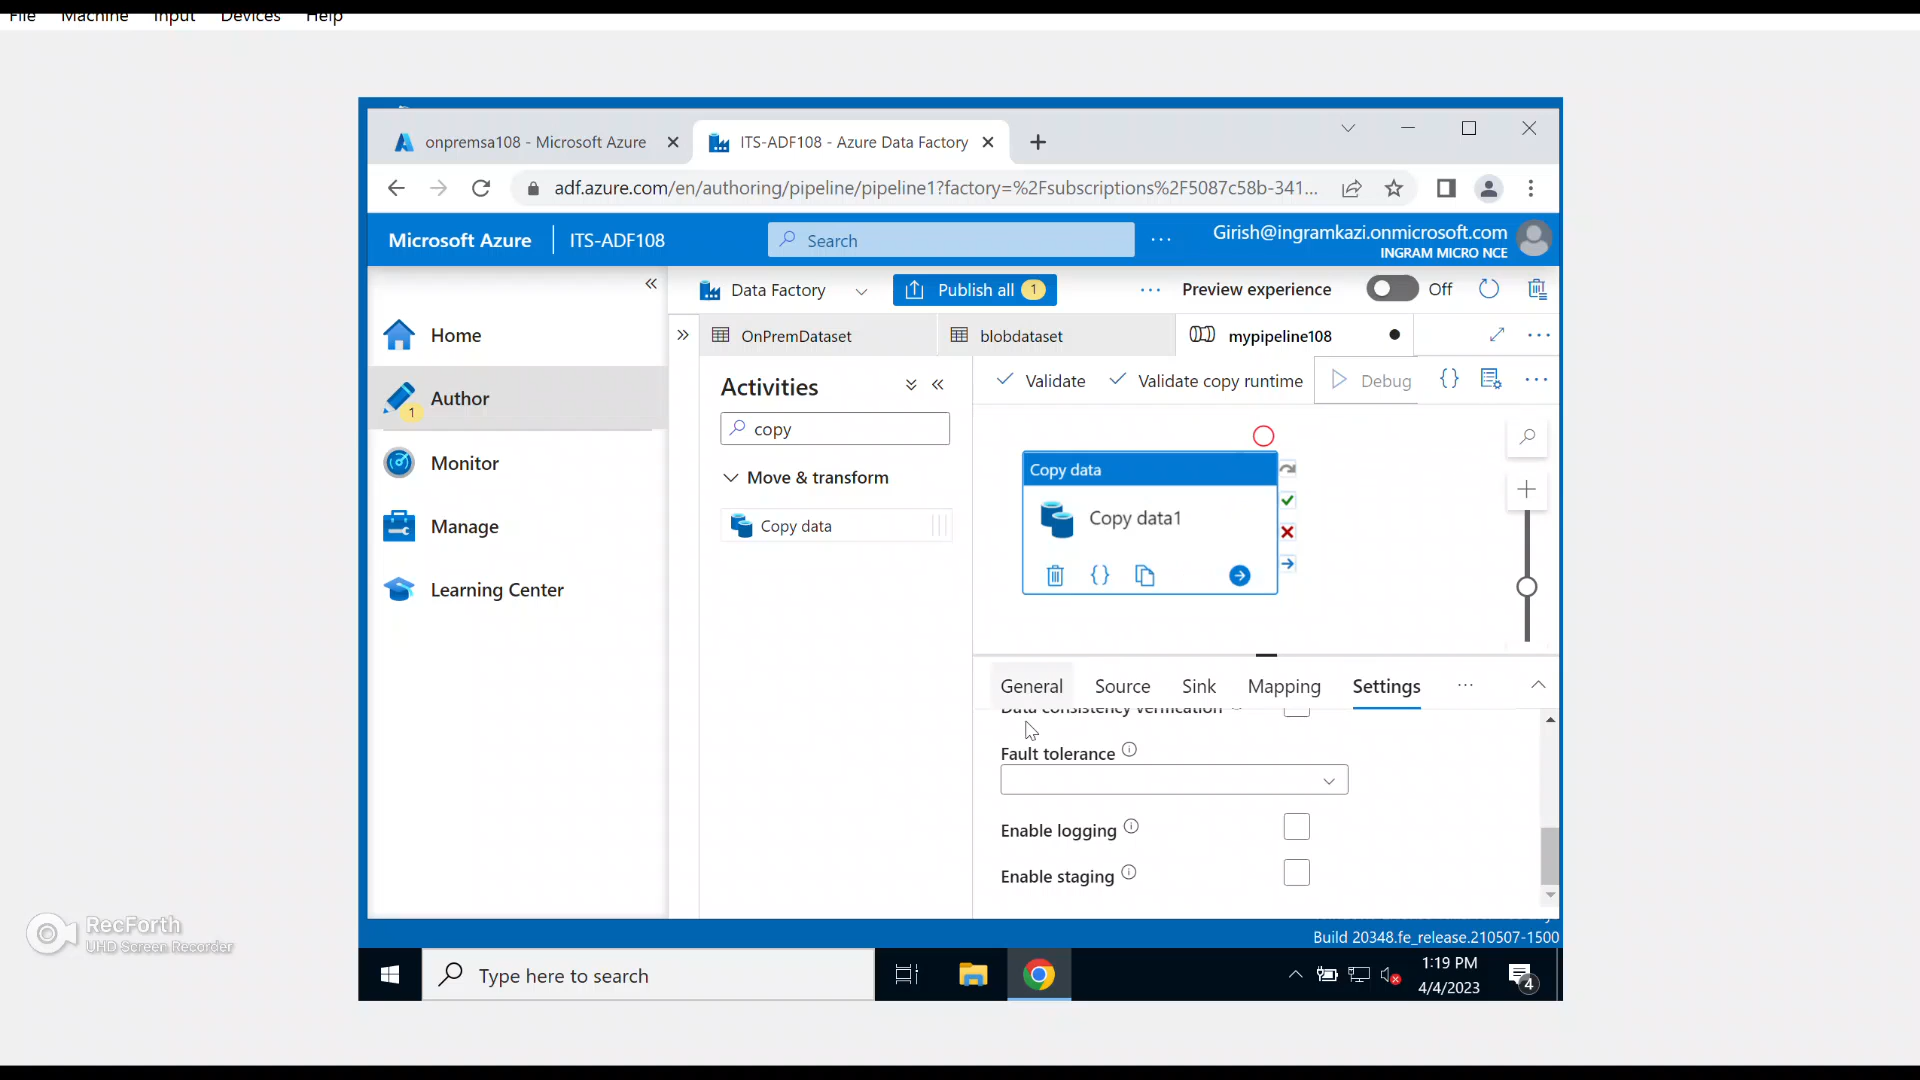 File Machine Input Devices Help
onpremsa108 - Microsoft Azure
ITS-ADF108 - Azure Data Factory
adf.azure.com/en/authoring/pipeline/pipeline1?factory=%2Fsubscriptions%2F5087c58b-341...
Microsoft Azure
ITS-ADF108
Search
Girish@ingramkazi.onmicrosoft.com
INGRAM MICRO NCE
Data Factory
Publish all 1
Preview experience
Off
Home
OnPremDataset
blobdataset
mypipeline108
Author
1
Activities
Validate
Validate copy runtime
Debug
copy
Monitor
Move & transform
Copy data
Copy data
Copy data1
Manage
Learning Center
General
Source
Sink
Mapping
Settings
Data consistency verification
Fault tolerance
Enable logging
Enable staging
RecForth
UHD Screen Recorder
Build 20348.fe_release.210507-1500
Type here to search
1:19 PM
4/4/2023
4